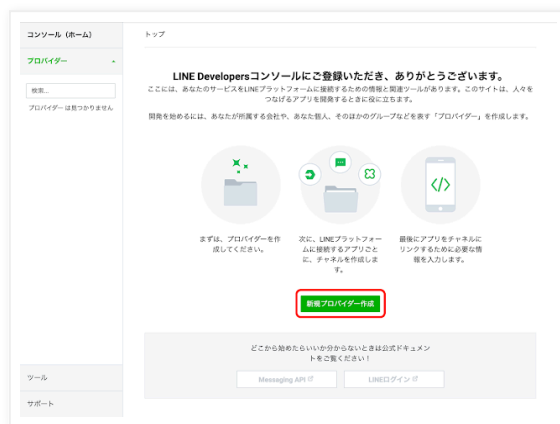 コンソール（ホーム）
トップ
プロバイダー
検索...
プロバイダー は見つかりません
LINE Developersコンソールにご登録いただき、ありがとうございます。
ここには、あなたのサービスをLINEプラットフォームに接続するための情報と関連ツールがあります。このサイトは、人々を
つなげるアプリを開発するときに役に立ちます。
開発を始めるには、あなたが所属する会社や、あなた個人、そのほかのグループなどを表す「プロバイダー」を作成します。
まずは、プロバイダーを作
成してください。
次に、LINEプラットフォー
ムに接続するアプリごと
に、チャネルを作成しま
す。
最後にアプリをチャネルに
リンクするために必要な情
報を入力します。
新規プロバイダー作成
どこから始めたらいいか分からないときは公式ドキュメン
トをご覧ください！
Messaging API
LINEログイン
ツール
サポート